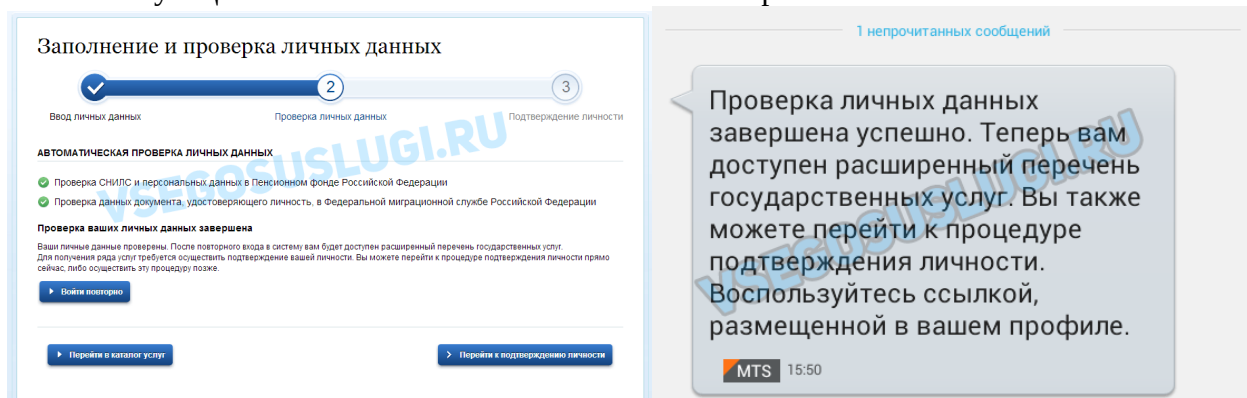 Заполнение и проверка личных данных
2
3
Ввод личных данных
Проверка личных данных
Подтверждение личности
АВТОМАТИЧЕСКАЯ ПРОВЕРКА ЛИЧНЫХ ДАННЫХ
Проверка СНИЛС и персональных данных в Пенсионном фонде Российской Федерации
Проверка данных документа, удостоверяющего личность, в Федеральной миграционной службе Российской Федерации
Проверка ваших личных данных завершена
Ваши личные данные проверены. После повторного входа в систему вам будет доступен расширенный перечень государственных услуг.
Для получения ряда услуг требуется осуществить подтверждение вашей личности. Вы можете перейти к процедуре подтверждения личности прямо
сейчас, либо осуществить эту процедуру позже.
Войти повторно
Перейти в каталог услуг
Перейти к подтверждению личности
VSEGOSUSLUGI.RU
1 непрочитанных сообщений
Проверка личных данных
завершена успешно. Теперь вам
доступен расширенный перечень
государственных услуг. Вы также
можете перейти к процедуре
подтверждения личности.
Воспользуйтесь ссылкой,
размещенной в вашем профиле.
MTS 15:50
VSEGOSUSLUGI.RU